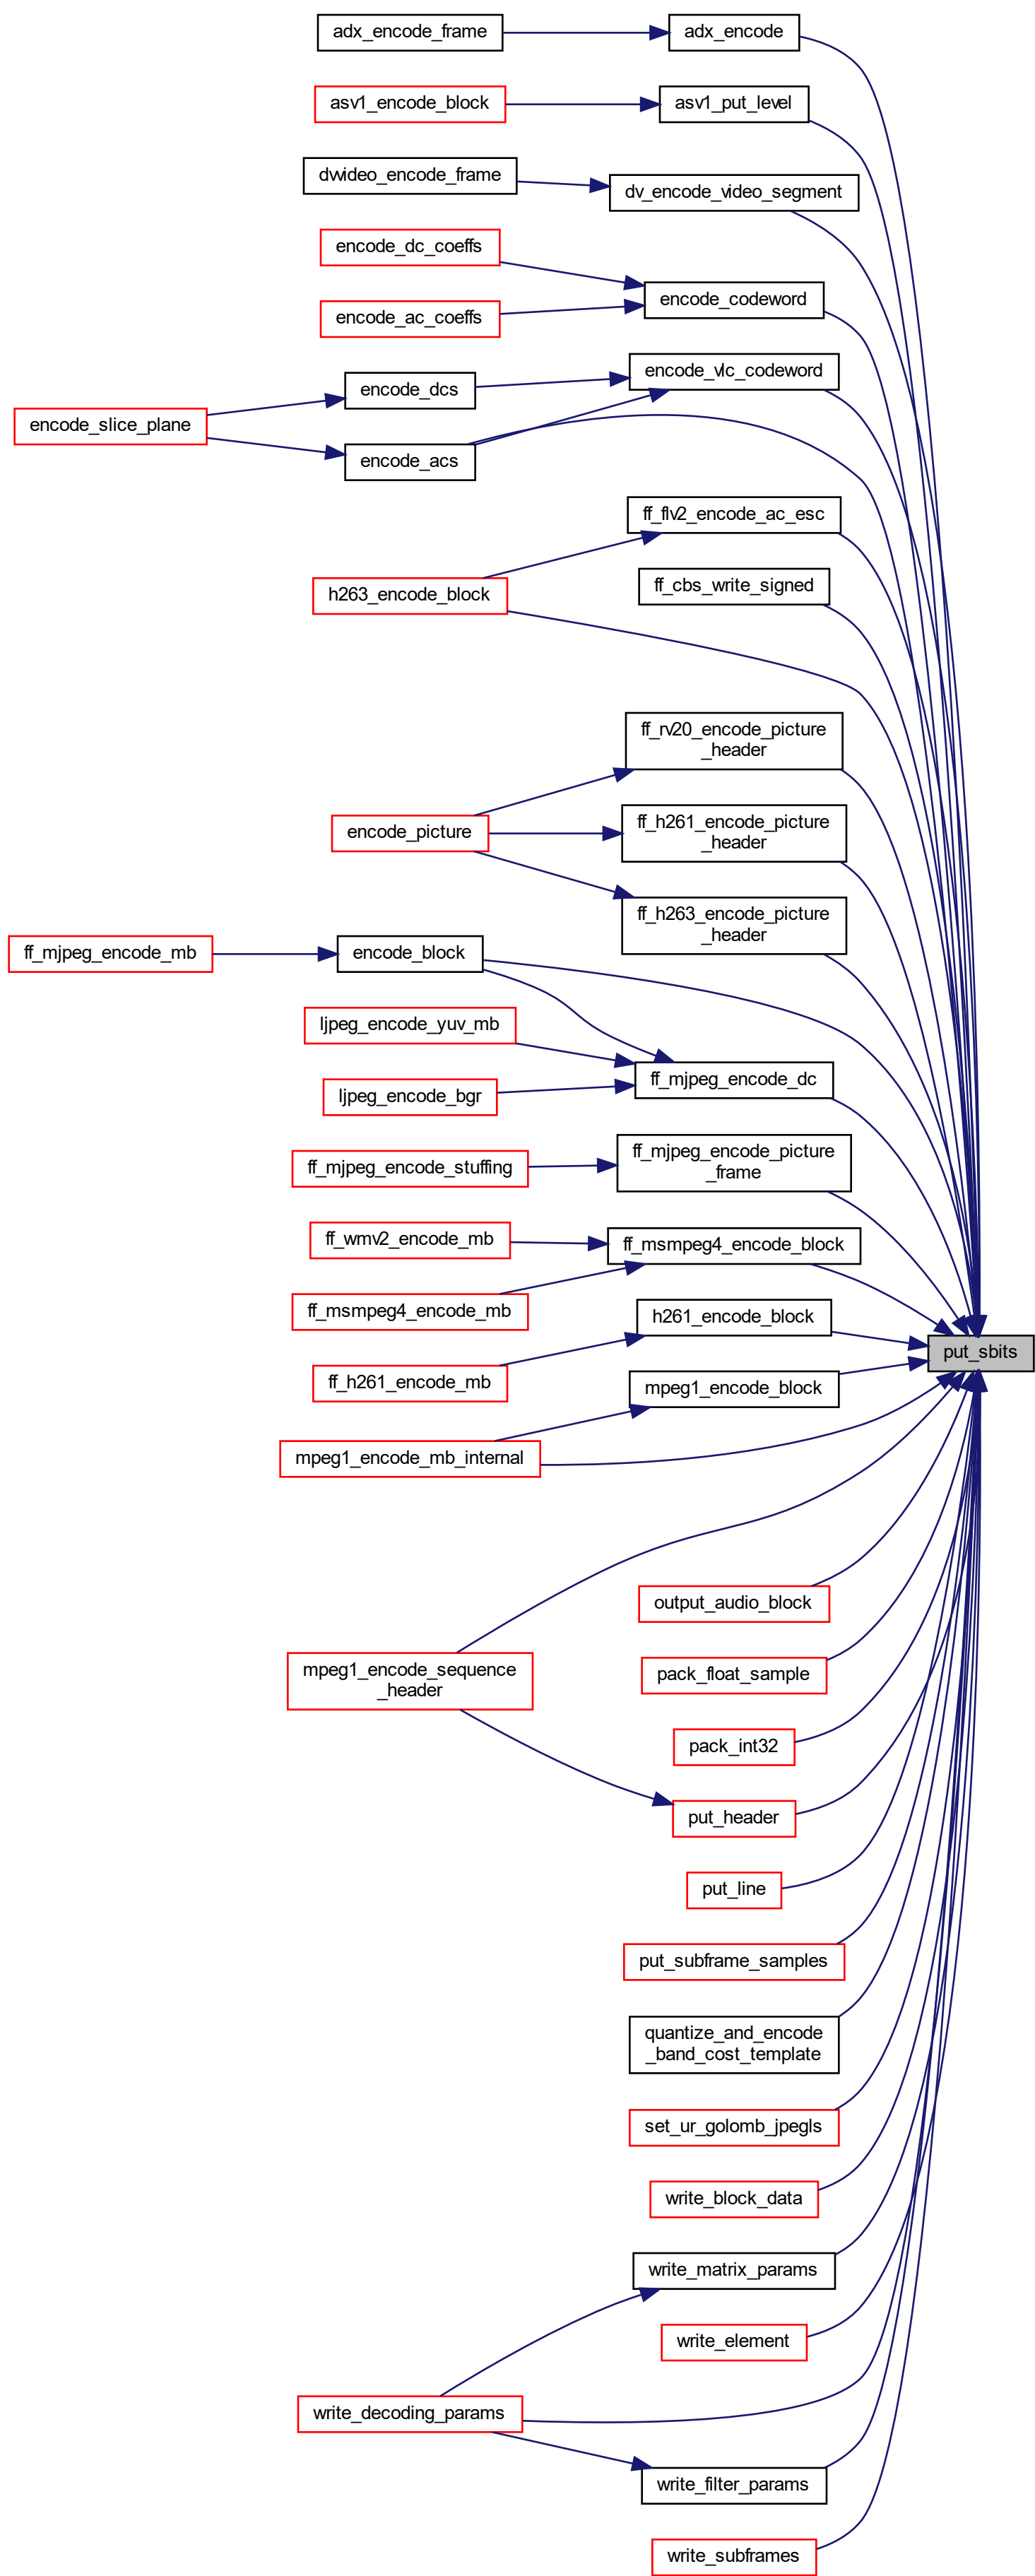 adx_encode_frame
adx_encode
asv1_encode_block
asv1_put_level
dvvideo_encode_frame
dv_encode_video_segment
encode_dc_coeffs
encode_codeword
encode_ac_coeffs
encode_vlc_codeword
encode_dcs
encode_slice_plane
encode_acs
ff_flv2_encode_ac_esc
ff_cbs_write_signed
h263_encode_block
ff_rv20_encode_picture
_header
encode_picture
ff_h261_encode_picture
_header
ff_h263_encode_picture
_header
ff_mjpeg_encode_mb
encode_block
ljpeg_encode_yuv_mb
ff_mjpeg_encode_dc
ljpeg_encode_bgr
ff_mjpeg_encode_stuffing
ff_mjpeg_encode_picture
_frame
ff_wmv2_encode_mb
ff_msmpeg4_encode_block
ff_msmpeg4_encode_mb
h261_encode_block
put_sbits
ff_h261_encode_mb
mpeg1_encode_block
mpeg1_encode_mb_internal
output_audio_block
mpeg1_encode_sequence
_header
pack_float_sample
pack_int32
put_header
put_line
put_subframe_samples
quantize_and_encode
_band_cost_template
set_ur_golomb_jpegls
write_block_data
write_matrix_params
write_element
write_decoding_params
write_filter_params
write_subframes